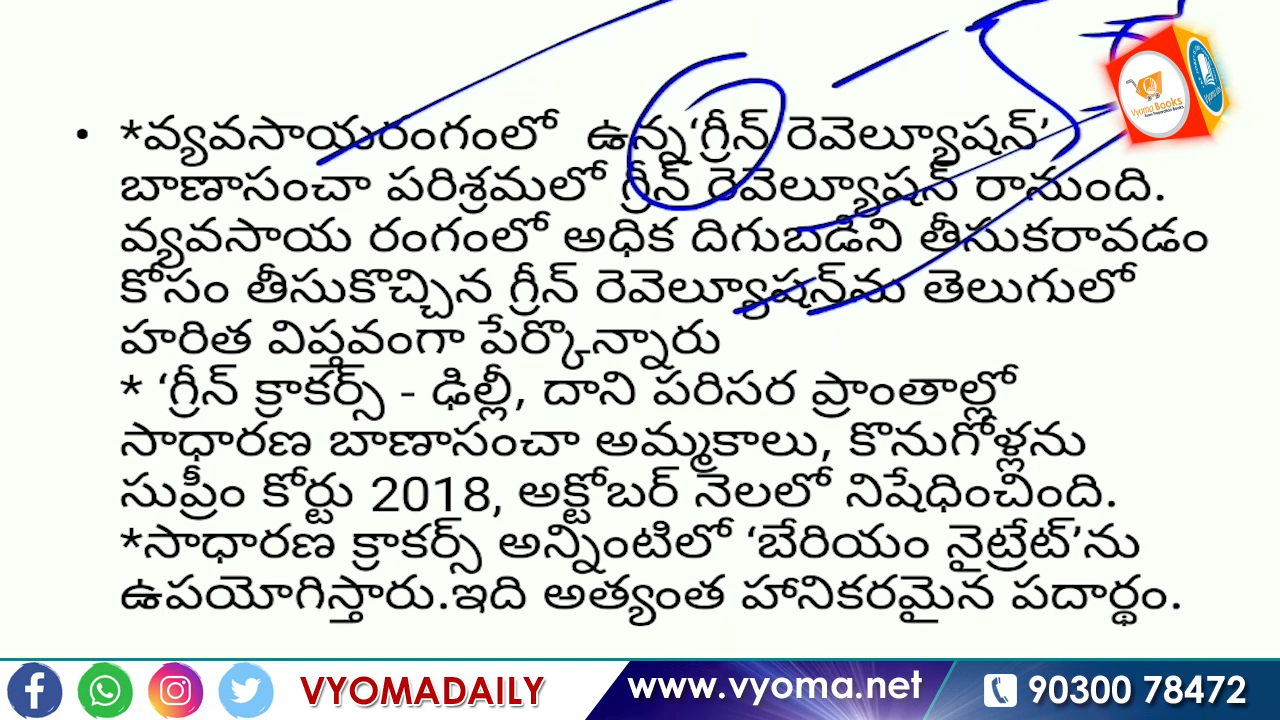 • *వ్యవసాయరంగంలో ఉన్న‘గ్రీన్ రెవెల్యూషన్’
బాణాసంచా పరిశ్రమలో గ్రీన్ రెవెల్యూషన్ రానుంది.
వ్యవసాయ రంగంలో అధిక దిగుబడిని తీసుకరావడం
కోసం తీసుకొచ్చిన గ్రీన్ రెవెల్యూషన్‌ను తెలుగులో
హరిత విప్లవంగా పేర్కొన్నారు
* ‘గ్రీన్ క్రాకర్స్ - ఢిల్లీ, దాని పరిసర ప్రాంతాల్లో
సాధారణ బాణాసంచా అమ్మకాలు, కొనుగోళ్లను
సుప్రీం కోర్టు 2018, అక్టోబర్ నెలలో నిషేధించింది.
*సాధారణ క్రాకర్స్ అన్నింటిలో ‘బేరియం నైట్రేట్’ను
ఉపయోగిస్తారు.ఇది అత్యంత హానికరమైన పదార్థం.
Vyoma Books
VYOMADAILY www.vyoma.net 90300 78472